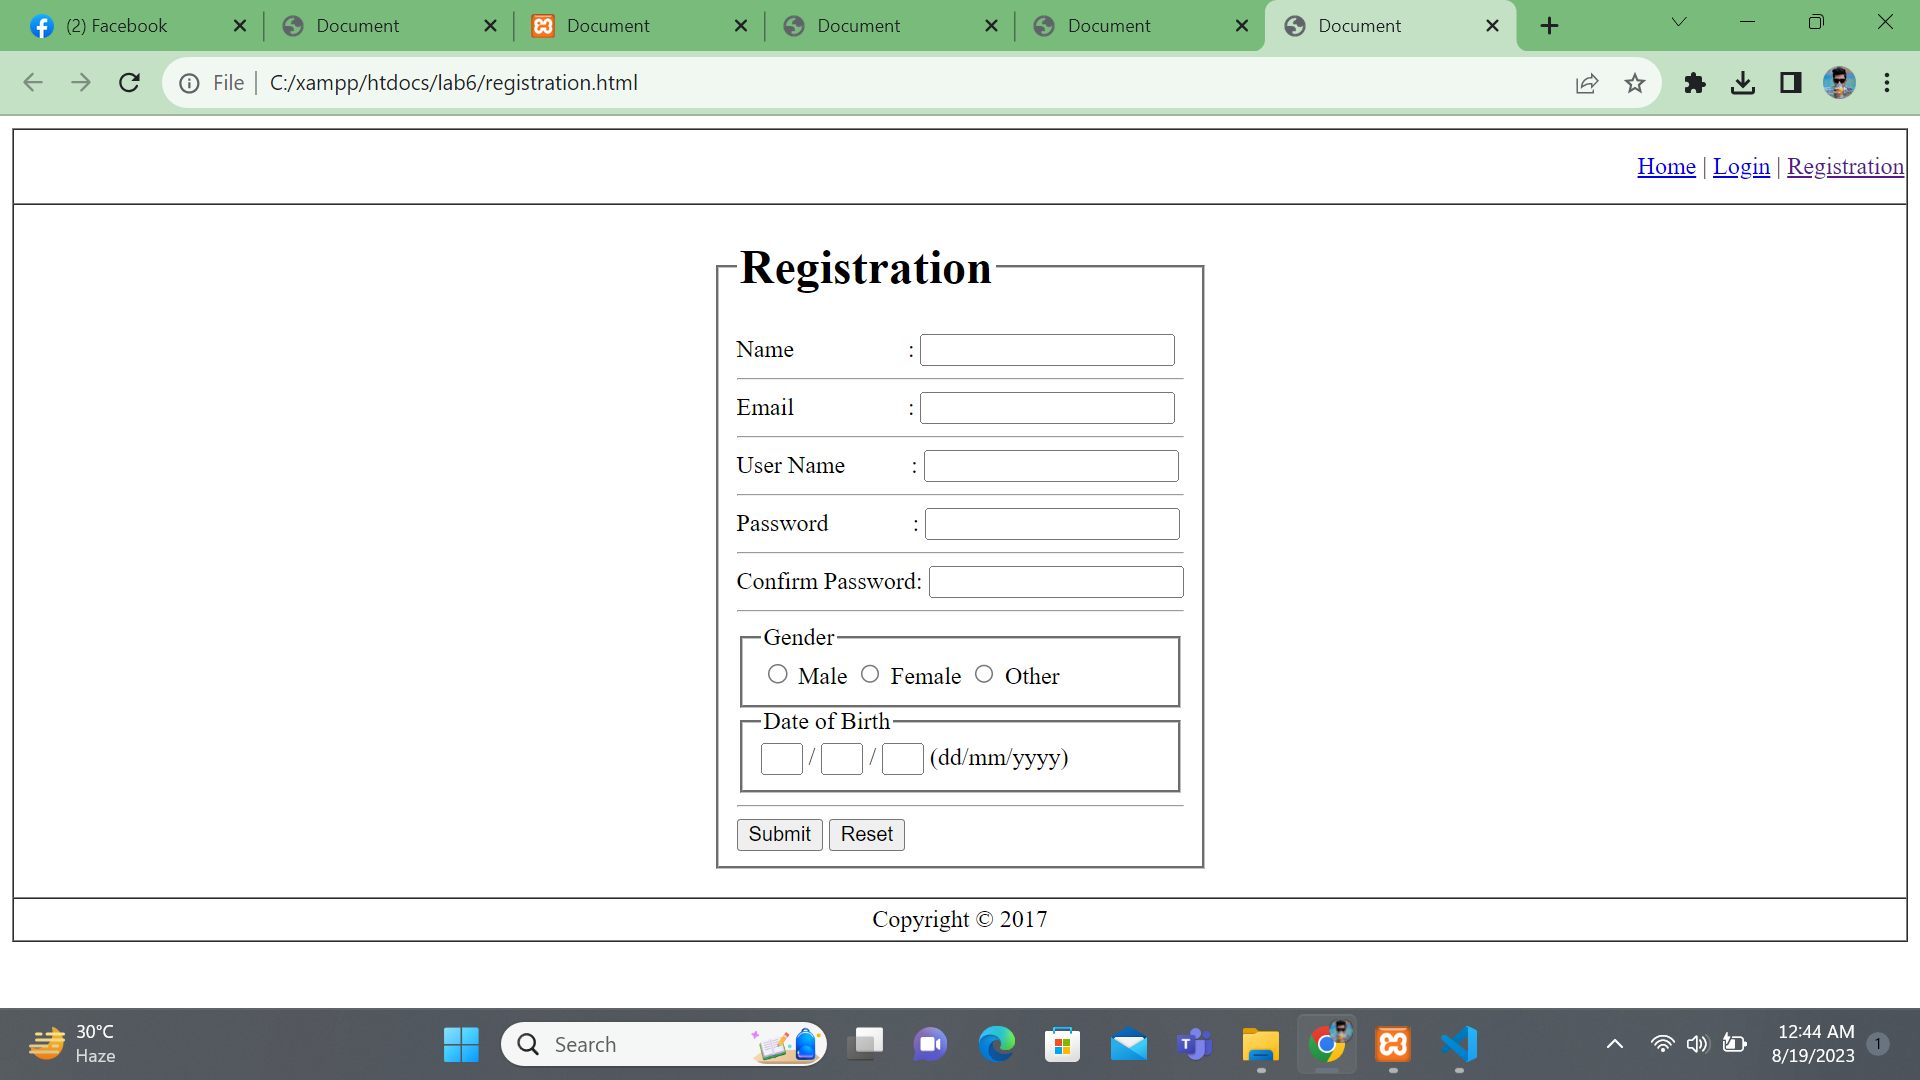 (2) Facebook
Document
Document
Document
Document
Document
File
C:/xampp/htdocs/lab6/registration.html
Home | Login | Registration
Registration
Name :
Email :
User Name :
Password :
Confirm Password:
Gender
Male Female Other
Date of Birth
/ / (dd/mm/yyyy)
Submit Reset
Copyright © 2017
30°C
Haze
Search
12:44 AM
8/19/2023
1